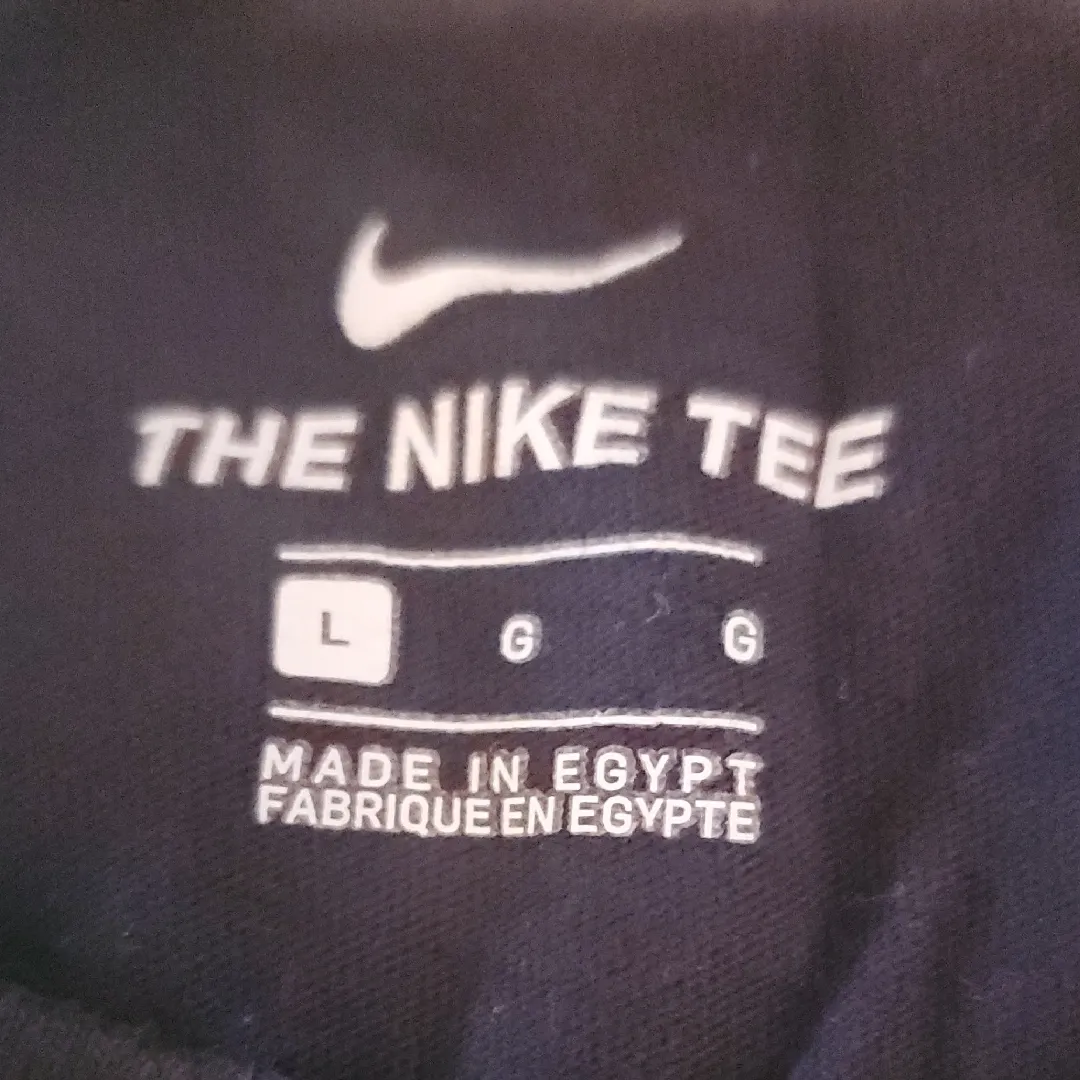 THE NIKE TEE
L G G
MADE IN EGYPT
FABRIQUE EN EGYPTE